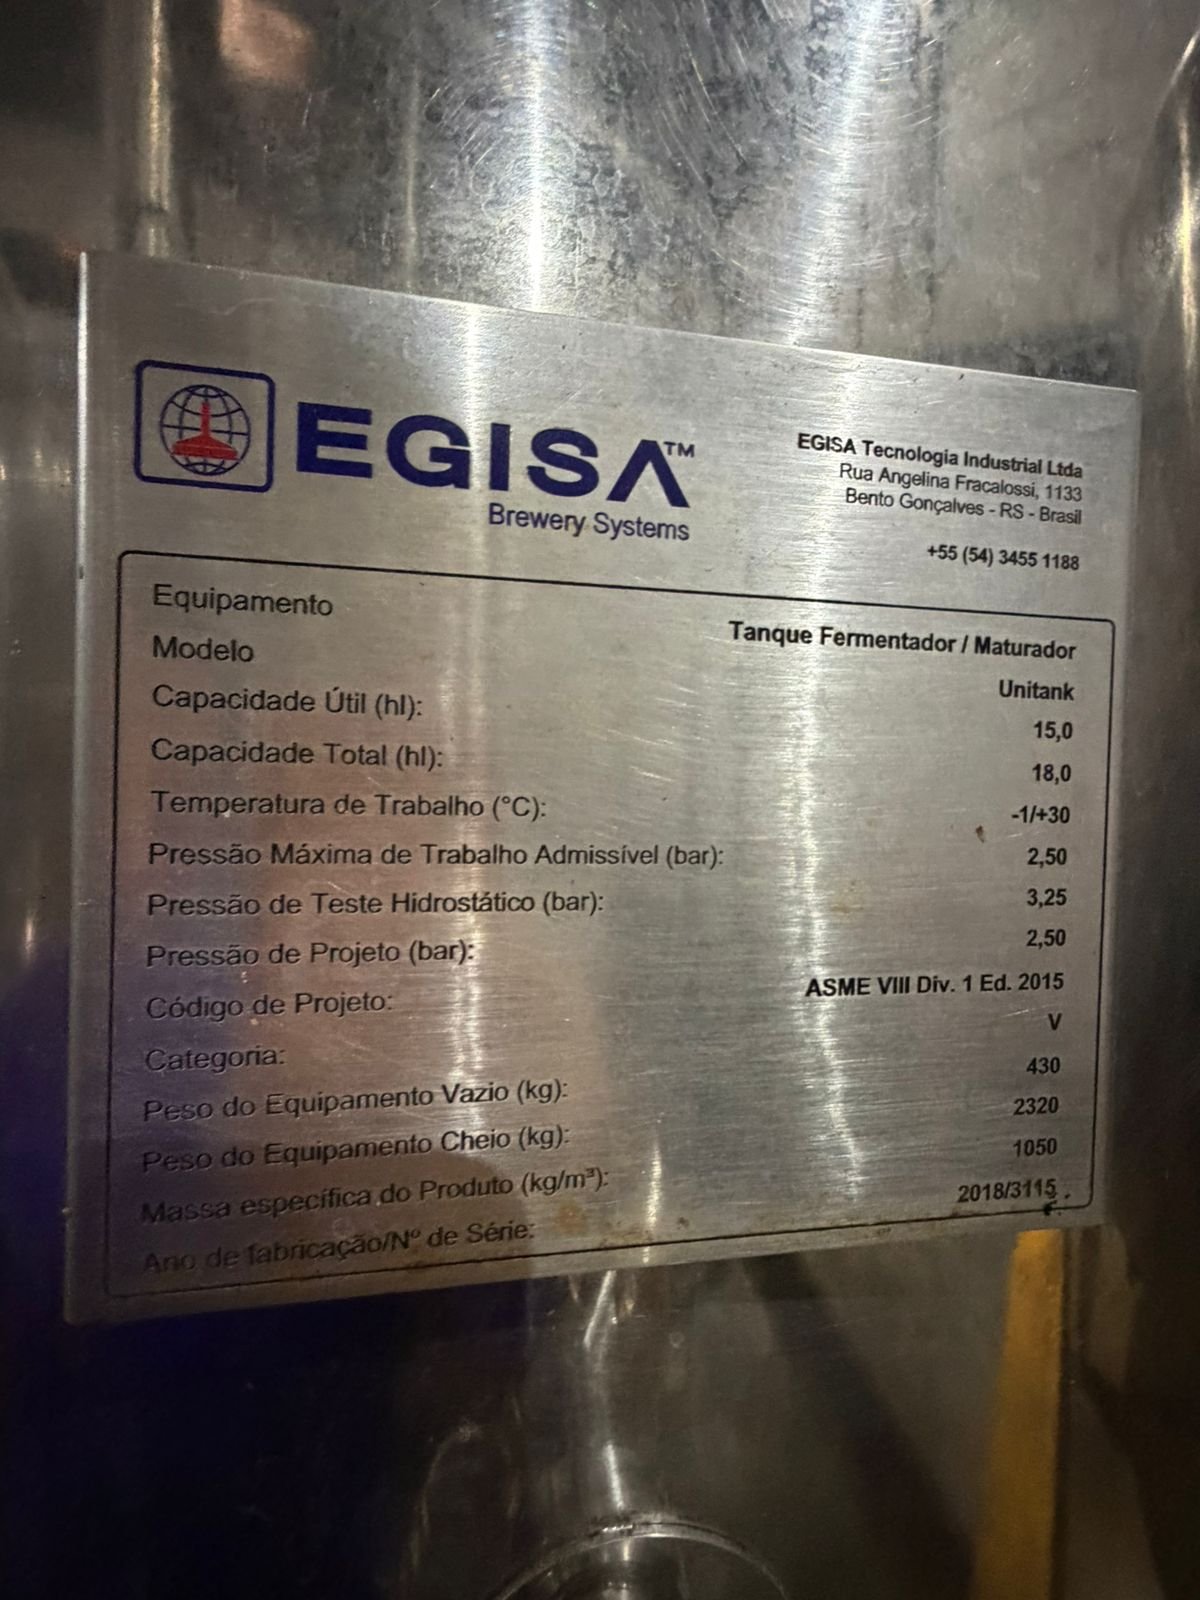 EGISA™
Brewery Systems
EGISA Tecnologia Industrial Ltda
Rua Angelina Fracalossi, 1133
Bento Gonçalves - RS - Brasil
+55 (54) 3455 1188
Equipamento Tanque Fermentador / Maturador
Modelo Unitank
Capacidade Útil (hl): 15,0
Capacidade Total (hl): 18,0
Temperatura de Trabalho (°C): -1/+30
Pressão Máxima de Trabalho Admissível (bar): 2,50
Pressão de Teste Hidrostático (bar): 3,25
Pressão de Projeto (bar): 2,50
Código de Projeto: ASME VIII Div. 1 Ed. 2015
Categoria: V
Peso do Equipamento Vazio (kg): 430
Peso do Equipamento Cheio (kg): 2320
Massa específica do Produto (kg/m³): 1050
Ano de fabricação/Nº de Série: 2018/3115